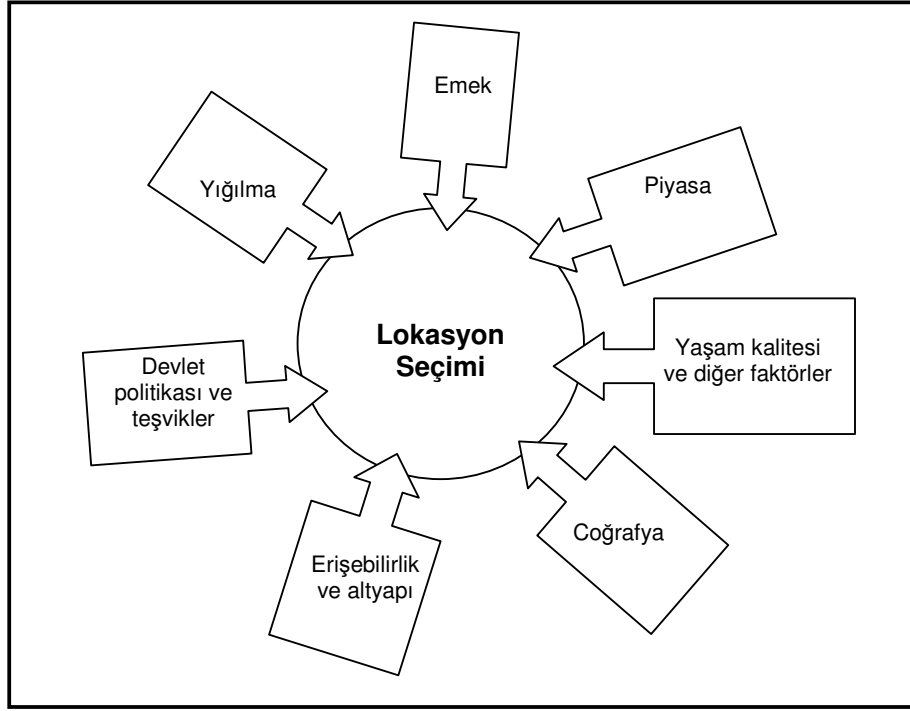 Emek
Piyasa
Yığılma
Lokasyon
Seçimi
Yaşam kalitesi
ve diğer faktörler
Devlet
politikası ve
teşvikler
Coğrafya
Erişebilirlik
ve altyapı